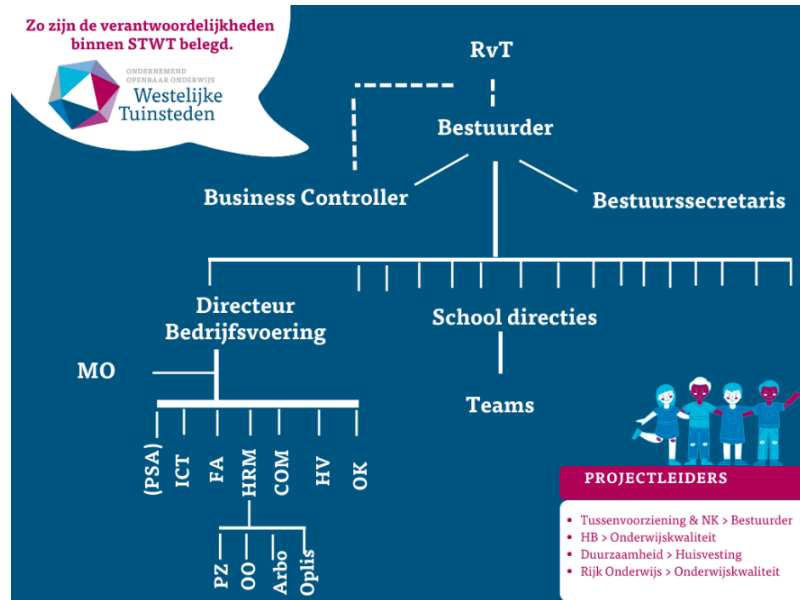 Zo zijn de verantwoordelijkheden
binnen STWT belegd.
ONDERNEMEND
OPENBAAR ONDERWIJS
Westelijke
Tuinsteden
RvT
Bestuurder
Business Controller
Bestuurssecretaris
Directeur
Bedrijfsvoering
School directies
MO
Teams
(PSA)
ICT
FA
HRM
COM
HV
OK
PZ
OO
Arbo
Oplis
PROJECTLEIDERS
• Tussenvoorziening & NK > Bestuurder
• HB > Onderwijskwaliteit
• Duurzaamheid > Huisvesting
• Rijk Onderwijs > Onderwijskwaliteit